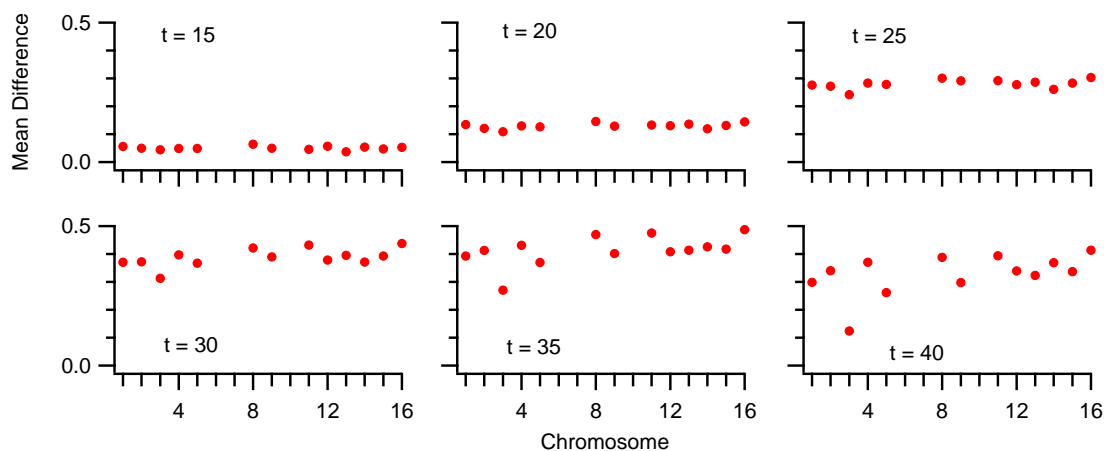 0.5
t = 15
t = 20
t = 25
Mean Difference
0.0
0.5
t = 30
t = 35
t = 40
0.0
4 8 12 16 4 8 12 16 4 8 12 16
Chromosome